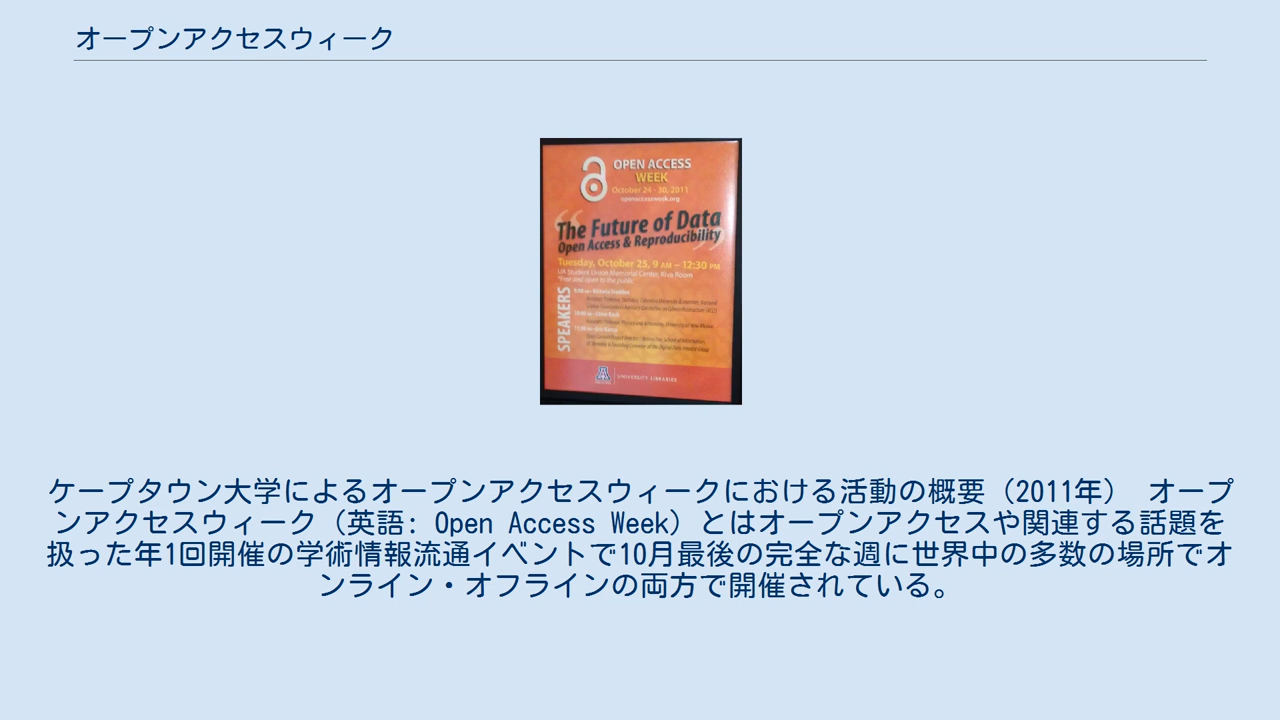 オープンアクセスウィーク
OPEN ACCESS
WEEK
October 24 - 30, 2011
openaccessweek.org
The Future of Data
Open Access & Reproducibility
Tuesday, October 25, 9 AM – 12:30 PM
UA Student Union Memorial Center, Kiva Room
"Free and open to the public"
SPEAKERS
UNIVERSITY LIBRARIES
ケープタウン大学によるオープンアクセスウィークにおける活動の概要（2011年） オープ
ンアクセスウィーク（英語: Open Access Week）とはオープンアクセスや関連する話題を
扱った年1回開催の学術情報流通イベントで10月最後の完全な週に世界中の多数の場所でオ
ンライン・オフラインの両方で開催されている。